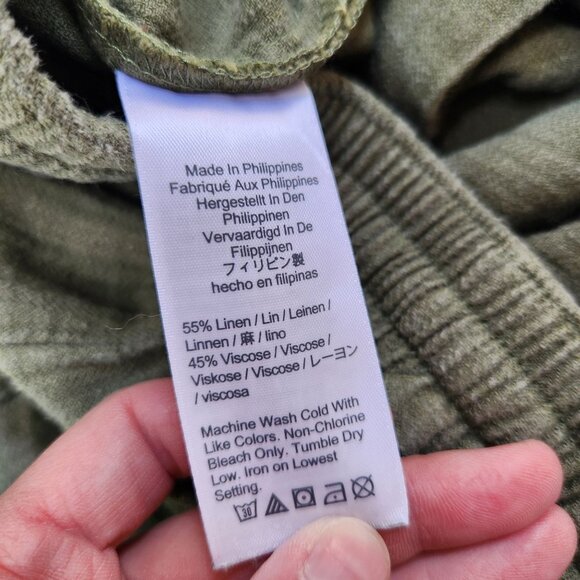 Made In Philippines
Fabriqué Aux Philippines
Hergestellt In Den
Philippinen
Vervaardigd In De
Filippijnen
フィリピン製
hecho en filipinas
55% Linen / Lin / Leinen /
Linnen / 麻 / lino
45% Viscose / Viscose /
Viskose / Viscose / レーヨン
/ viscosa
Machine Wash Cold With
Like Colors. Non-Chlorine
Bleach Only. Tumble Dry
Low. Iron on Lowest
Setting.
30